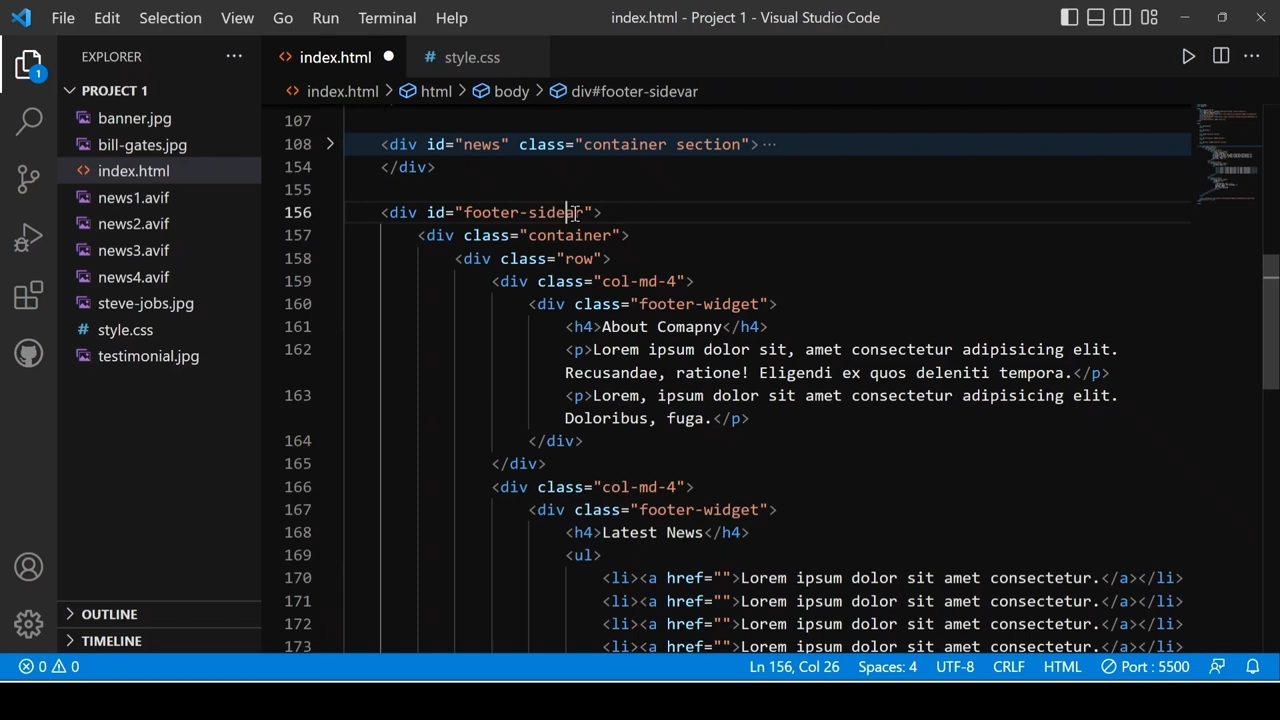 File Edit Selection View Go Run Terminal Help index.html - Project 1 - Visual Studio Code
EXPLORER
index.html
# style.css
index.html > html > body > div#footer-sidevar
1
PROJECT 1
banner.jpg
bill-gates.jpg
index.html
news1.avif
news2.avif
news3.avif
news4.avif
steve-jobs.jpg
# style.css
testimonial.jpg
OUTLINE
TIMELINE
107
108 <div id="news" class="container section">⋯
154 </div>
155
156 <div id="footer-sidear">
157 <div class="container">
158 <div class="row">
159 <div class="col-md-4">
160 <div class="footer-widget">
161 <h4>About Comapny</h4>
162 <p>Lorem ipsum dolor sit, amet consectetur adipisicing elit.
Recusandae, ratione! Eligendi ex quos deleniti tempora.</p>
163 <p>Lorem, ipsum dolor sit amet consectetur adipisicing elit.
Doloribus, fuga.</p>
164 </div>
165 </div>
166 <div class="col-md-4">
167 <div class="footer-widget">
168 <h4>Latest News</h4>
169 <ul>
170 <li><a href="">Lorem ipsum dolor sit amet consectetur.</a></li>
171 <li><a href="">Lorem ipsum dolor sit amet consectetur.</a></li>
172 <li><a href="">Lorem ipsum dolor sit amet consectetur.</a></li>
173 <li><a href="">Lorem ipsum dolor sit amet consectetur.</a></li>
0 0 Ln 156, Col 26 Spaces: 4 UTF-8 CRLF HTML Port : 5500